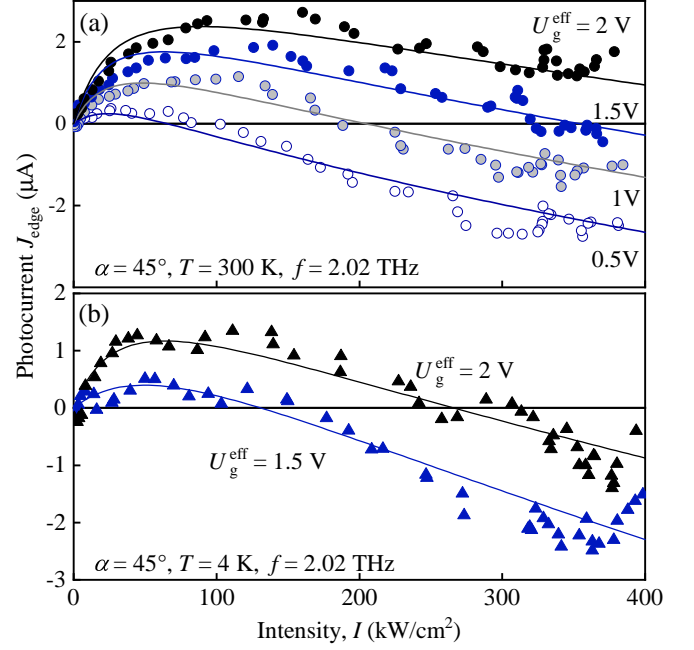 (a)
U_g^eff = 2 V
2
1.5V
0
1V
-2
0.5V
α = 45°, T = 300 K, f = 2.02 THz
Photocurrent J_edge (μA)
2
(b)
1
U_g^eff = 2 V
0
U_g^eff = 1.5 V
-1
-2
α = 45°, T = 4 K, f = 2.02 THz
-3
0 100 200 300 400
Intensity, I (kW/cm²)